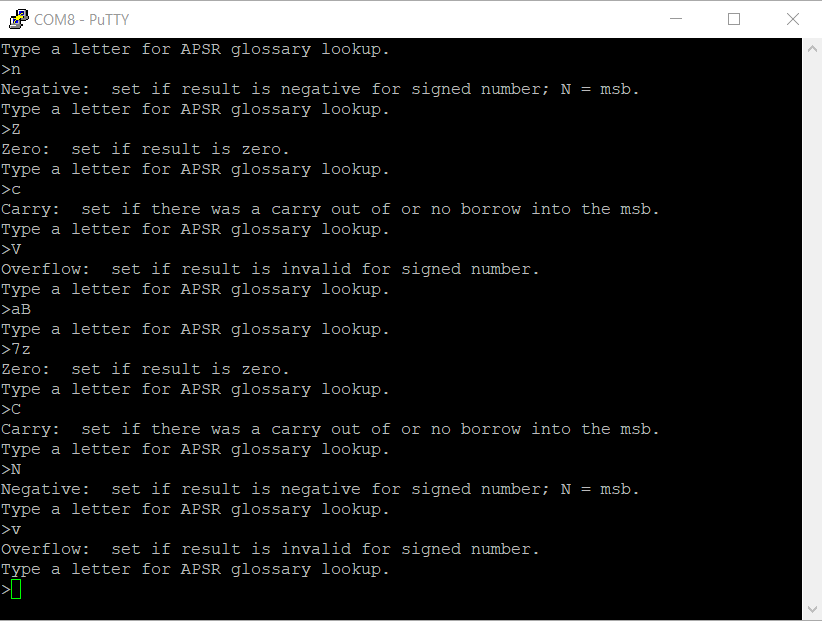 COM8 - PuTTY
Type a letter for APSR glossary lookup.
>n
Negative:  set if result is negative for signed number; N = msb.
Type a letter for APSR glossary lookup.
>Z
Zero:  set if result is zero.
Type a letter for APSR glossary lookup.
>c
Carry:  set if there was a carry out of or no borrow into the msb.
Type a letter for APSR glossary lookup.
>V
Overflow:  set if result is invalid for signed number.
Type a letter for APSR glossary lookup.
>aB
Type a letter for APSR glossary lookup.
>7z
Zero:  set if result is zero.
Type a letter for APSR glossary lookup.
>C
Carry:  set if there was a carry out of or no borrow into the msb.
Type a letter for APSR glossary lookup.
>N
Negative:  set if result is negative for signed number; N = msb.
Type a letter for APSR glossary lookup.
>v
Overflow:  set if result is invalid for signed number.
Type a letter for APSR glossary lookup.
>